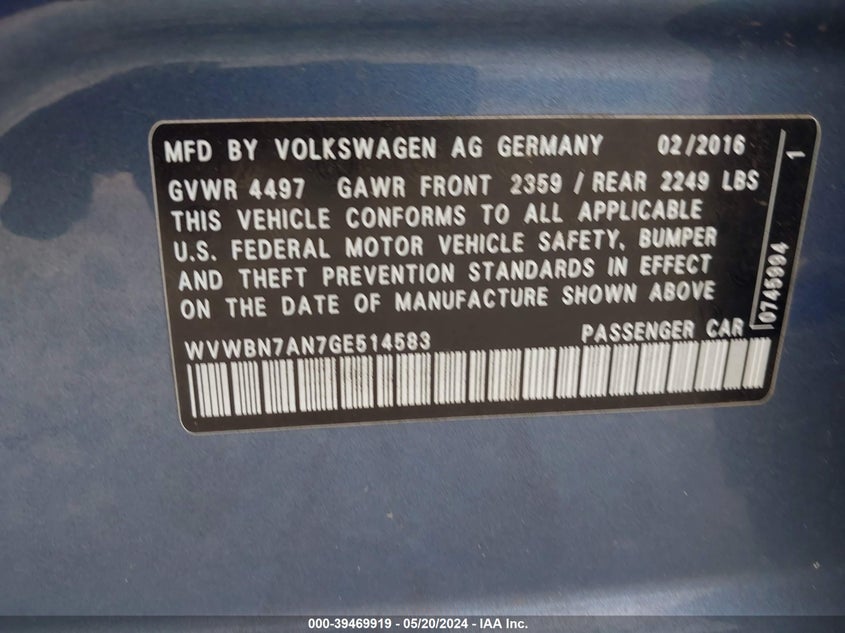 MFD BY VOLKSWAGEN AG GERMANY 02/2016
GVWR 4497 GAWR FRONT 2359 / REAR 2249 LBS
THIS VEHICLE CONFORMS TO ALL APPLICABLE
U.S. FEDERAL MOTOR VEHICLE SAFETY, BUMPER
AND THEFT PREVENTION STANDARDS IN EFFECT
ON THE DATE OF MANUFACTURE SHOWN ABOVE
WVWBN7AN7GE514583 PASSENGER CAR
0745994 1
000-39469919 - 05/20/2024 - IAA Inc.